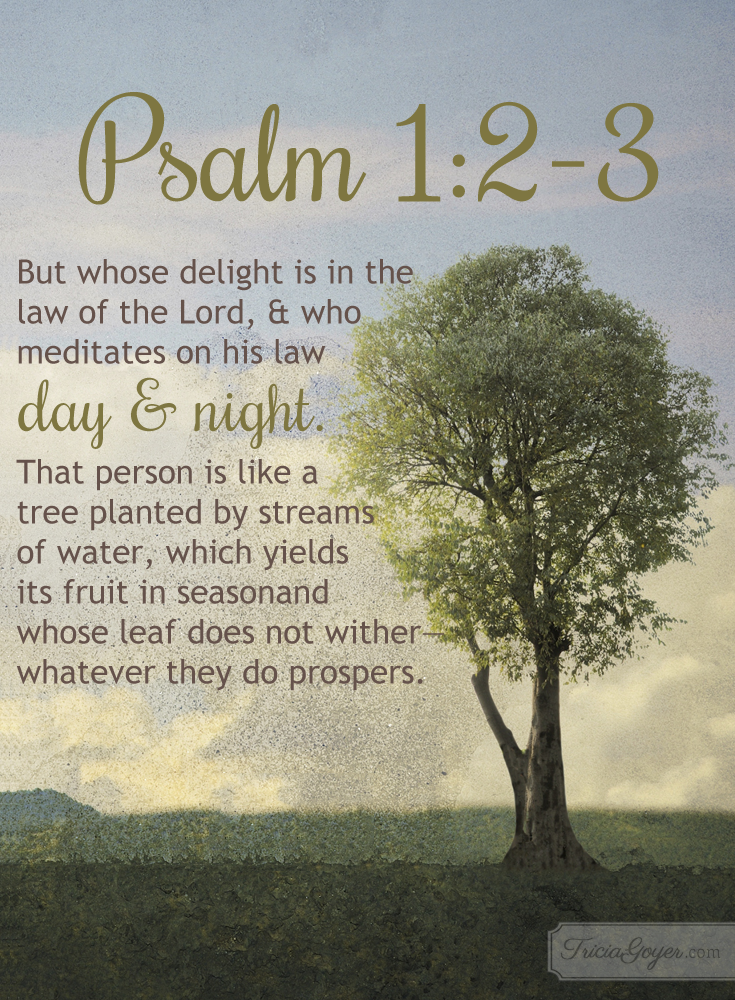 Psalm 1:2-3
But whose delight is in the
law of the Lord, & who
meditates on his law
day & night.
That person is like a
tree planted by streams
of water, which yields
its fruit in seasonand
whose leaf does not wither—
whatever they do prospers.
TriciaGoyer.com